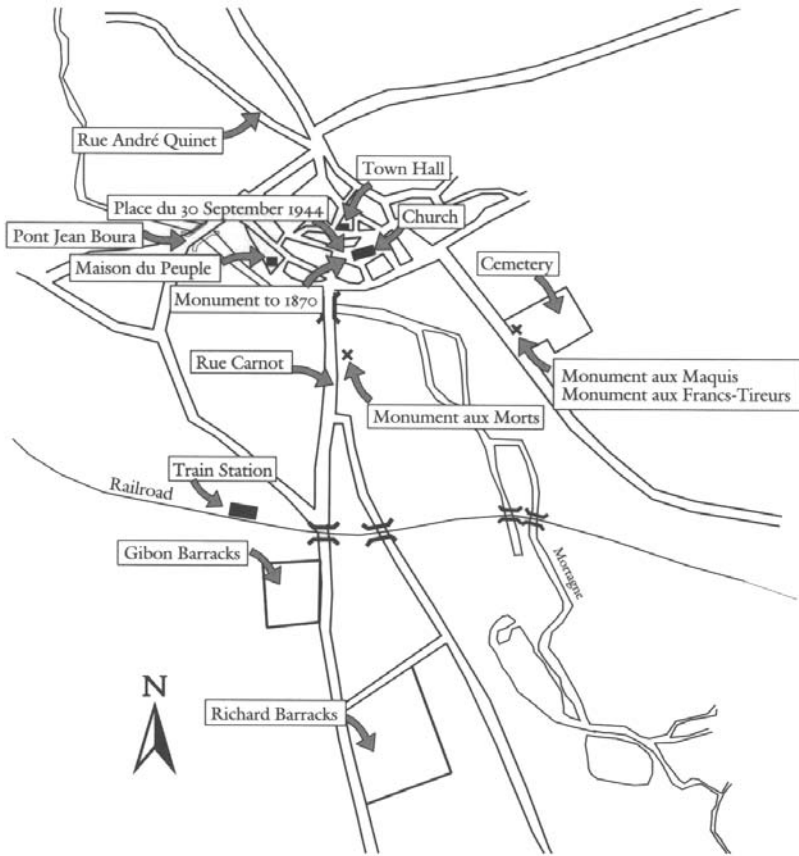 Rue André Quinet
Town Hall
Place du 30 September 1944
Church
Pont Jean Boura
Maison du Peuple
Cemetery
Monument to 1870
Rue Carnot
Monument aux Maquis
Monument aux Francs-Tireurs
Monument aux Morts
Train Station
Railroad
Gibon Barracks
Mortagne
N
Richard Barracks